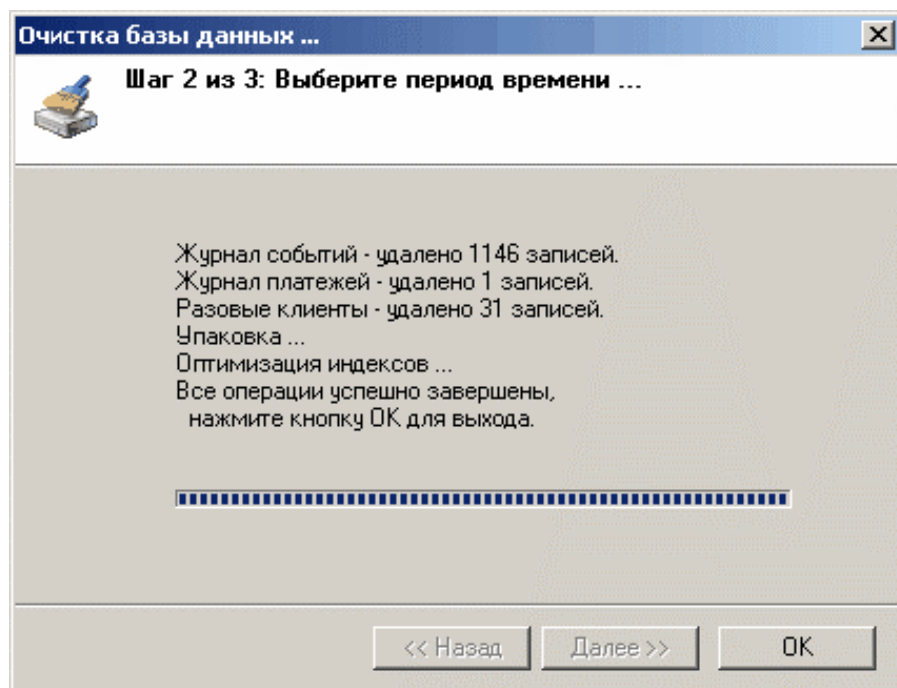 Очистка базы данных ...
Шаг 2 из 3: Выберите период времени ...
Журнал событий - удалено 1146 записей.
Журнал платежей - удалено 1 записей.
Разовые клиенты - удалено 31 записей.
Упаковка ...
Оптимизация индексов ...
Все операции успешно завершены,
нажмите кнопку ОК для выхода.
<< Назад
Далее >>
OK